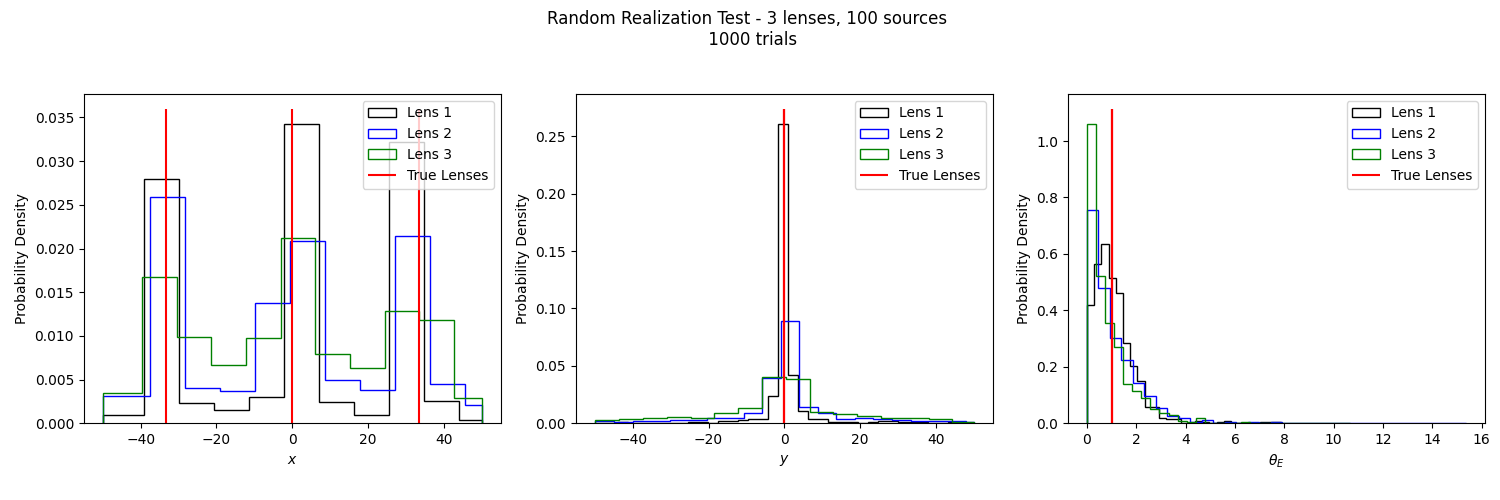 Random Realization Test - 3 lenses, 100 sources
1000 trials
Probability Density
0.035
0.030
0.025
0.020
0.015
0.010
0.005
0.000
−40
−20
0
20
40
x
Lens 1
Lens 2
Lens 3
True Lenses
Probability Density
0.25
0.20
0.15
0.10
0.05
0.00
−40
−20
0
20
40
y
Lens 1
Lens 2
Lens 3
True Lenses
Probability Density
1.0
0.8
0.6
0.4
0.2
0.0
0
2
4
6
8
10
12
14
16
θ_E
Lens 1
Lens 2
Lens 3
True Lenses